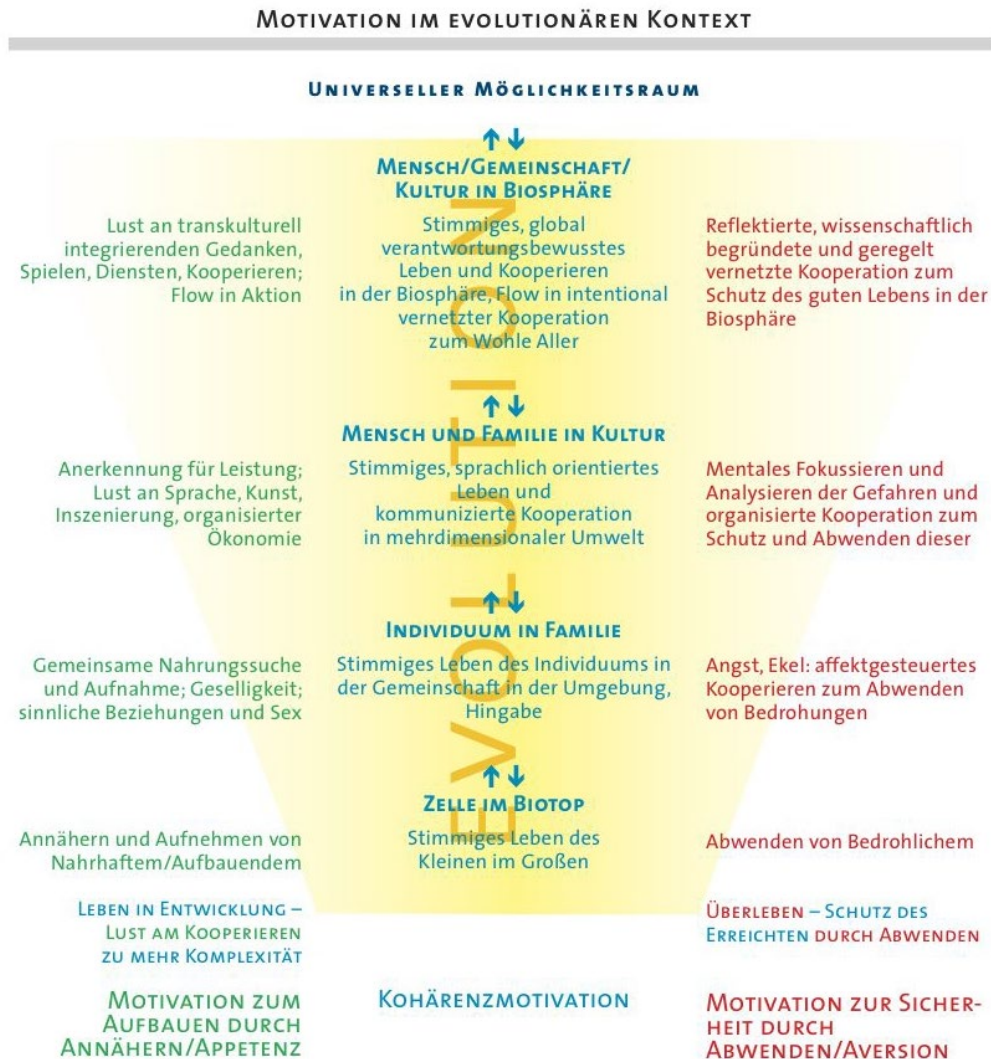 MOTIVATION IM EVOLUTIONÄREN KONTEXT
UNIVERSELLER MÖGLICHKEITSRAUM
MENSCH/GEMEINSCHAFT/
KULTUR IN BIOSPHÄRE
Lust an transkulturell
integrierenden Gedanken,
Spielen, Diensten, Kooperieren;
Flow in Aktion
Stimmiges, global
verantwortungsbewusstes
Leben und Kooperieren
in der Biosphäre, Flow in intentional
vernetzter Kooperation
zum Wohle Aller
Reflektierte, wissenschaftlich
begründete und geregelt
vernetzte Kooperation zum
Schutz des guten Lebens in der
Biosphäre
MENSCH UND FAMILIE IN KULTUR
Anerkennung für Leistung;
Lust an Sprache, Kunst,
Inszenierung, organisierter
Ökonomie
Stimmiges, sprachlich orientiertes
Leben und
kommunizierte Kooperation
in mehrdimensionaler Umwelt
Mentales Fokussieren und
Analysieren der Gefahren und
organisierte Kooperation zum
Schutz und Abwenden dieser
INDIVIDUUM IN FAMILIE
Gemeinsame Nahrungssuche
und Aufnahme; Geselligkeit;
sinnliche Beziehungen und Sex
Stimmiges Leben des Individuums in
der Gemeinschaft in der Umgebung,
Hingabe
Angst, Ekel: affektgesteuertes
Kooperieren zum Abwenden
von Bedrohungen
ZELLE IM BIOTOP
Annähern und Aufnehmen von
Nahrhaftem/Aufbauendem
Stimmiges Leben des
Kleinen im Großen
Abwenden von Bedrohlichem
EVOLUTION
LEBEN IN ENTWICKLUNG –
LUST AM KOOPERIEREN
ZU MEHR KOMPLEXITÄT
ÜBERLEBEN – SCHUTZ DES
ERREICHTEN DURCH ABWENDEN
MOTIVATION ZUM
AUFBAUEN DURCH
ANNÄHERN/APPETENZ
KOHÄRENZMOTIVATION
MOTIVATION ZUR SICHER-
HEIT DURCH
ABWENDEN/AVERSION